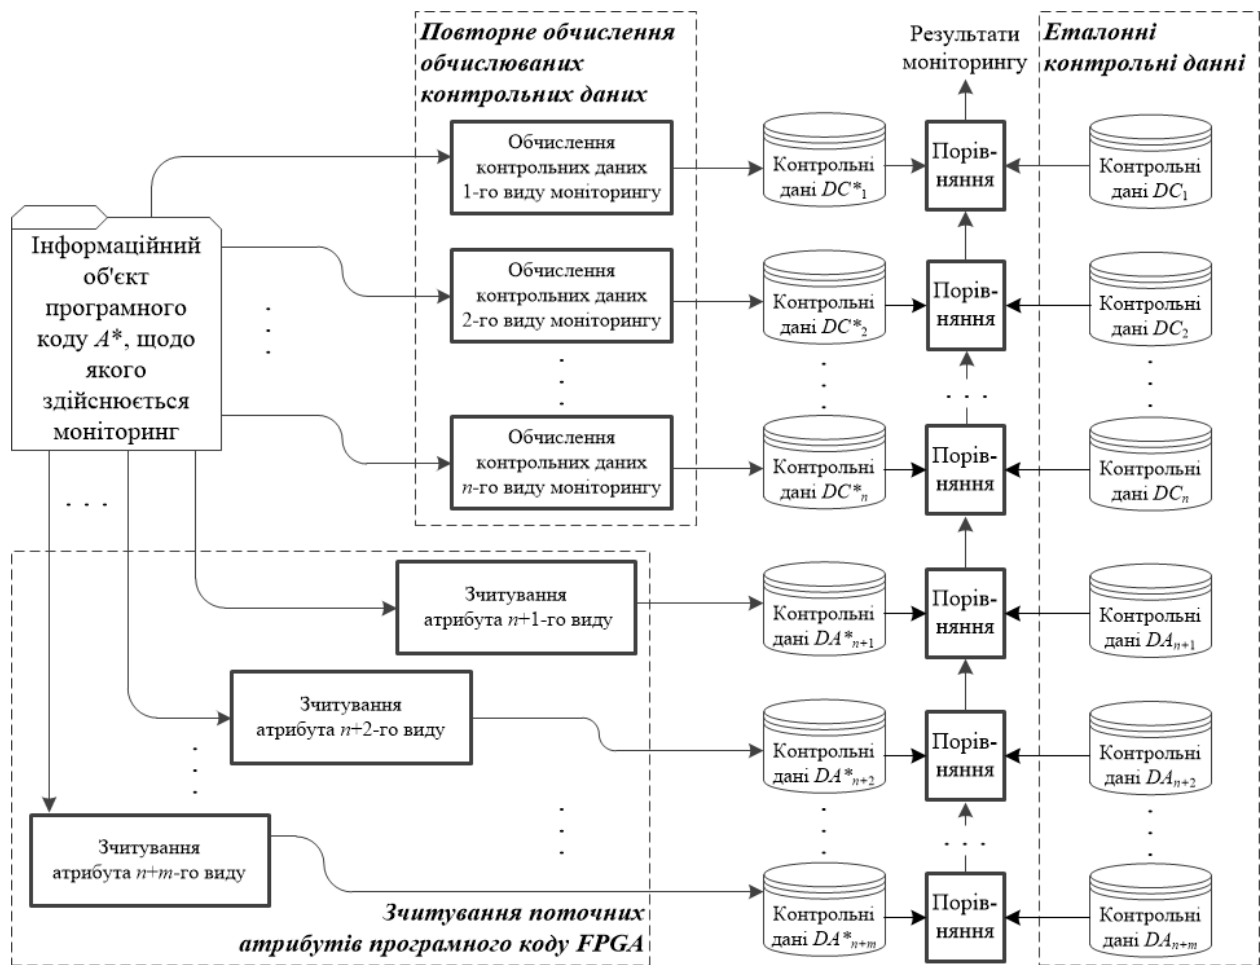 Повторне обчислення
обчислюваних
контрольних даних
Результати
моніторингу
Еталонні
контрольні данні
Обчислення
контрольних даних
1-го виду моніторингу
Контрольні
дані DC*₁
Порів-
няння
Контрольні
дані DC₁
Інформаційний
об'єкт
програмного
коду A*, щодо
якого
здійснюється
моніторинг
Обчислення
контрольних даних
2-го виду моніторингу
Контрольні
дані DC*₂
Порів-
няння
Контрольні
дані DC₂
. . .
. . .
. . .
. . .
. . .
Обчислення
контрольних даних
n-го виду моніторингу
Контрольні
дані DC*ₙ
Порів-
няння
Контрольні
дані DCₙ
. . .
Зчитування
атрибута n+1-го виду
Контрольні
дані DA*ₙ₊₁
Порів-
няння
Контрольні
дані DAₙ₊₁
Зчитування
атрибута n+2-го виду
Контрольні
дані DA*ₙ₊₂
Порів-
няння
Контрольні
дані DAₙ₊₂
. . .
. . .
. . .
. . .
. . .
Зчитування
атрибута n+m-го виду
Контрольні
дані DA*ₙ₊ₘ
Порів-
няння
Контрольні
дані DAₙ₊ₘ
Зчитування поточних
атрибутів програмного коду FPGA